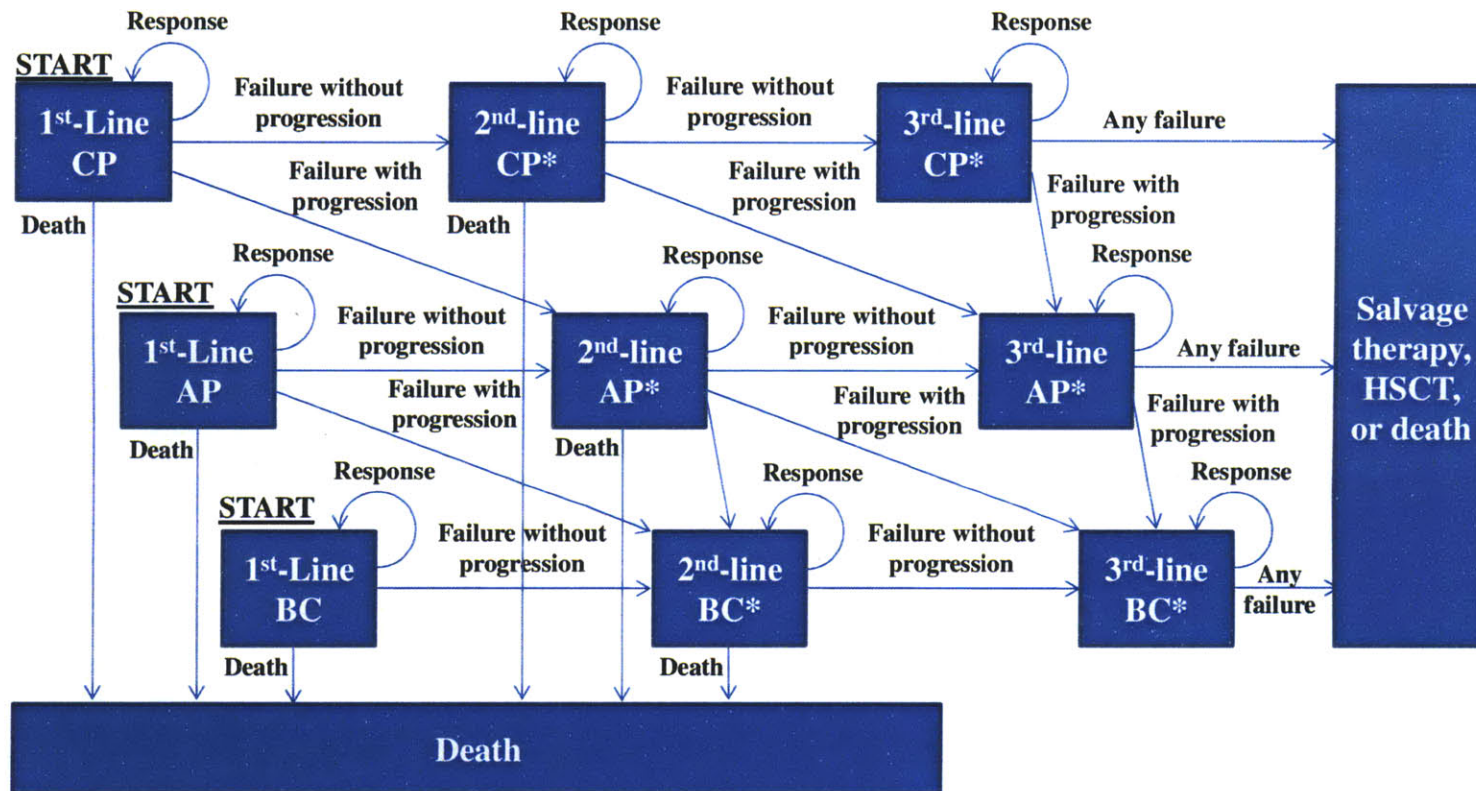 Response
Response
Response
START
1st-Line
CP
Failure without
progression
2nd-line
CP*
Failure without
progression
3rd-line
CP*
Any failure
Failure with
progression
Failure with
progression
Failure with
progression
Death
Death
Response
Response
Response
START
1st-Line
AP
Failure without
progression
2nd-line
AP*
Failure without
progression
3rd-line
AP*
Any failure
Salvage
therapy,
HSCT,
or death
Failure with
progression
Failure with
progression
Failure with
progression
Death
Death
Response
Response
Response
START
1st-Line
BC
Failure without
progression
2nd-line
BC*
Failure without
progression
3rd-line
BC*
Any
failure
Death
Death
Death